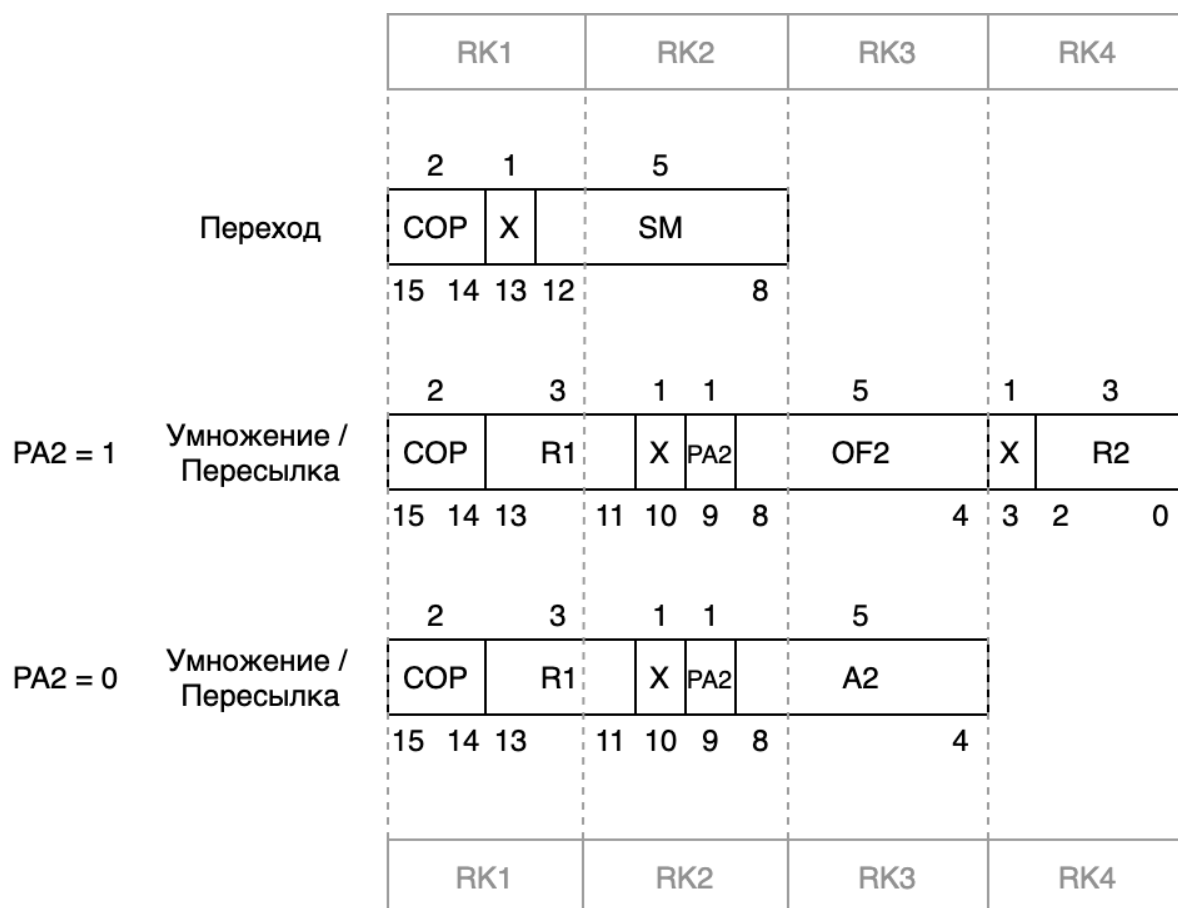 RK1 RK2 RK3 RK4
2 1 5
Переход COP X SM
15 14 13 12 8
2 3 1 1 5 1 3
PA2 = 1 Умножение / Пересылка COP R1 X PA2 OF2 X R2
15 14 13 11 10 9 8 4 3 2 0
2 3 1 1 5
PA2 = 0 Умножение / Пересылка COP R1 X PA2 A2
15 14 13 11 10 9 8 4
RK1 RK2 RK3 RK4